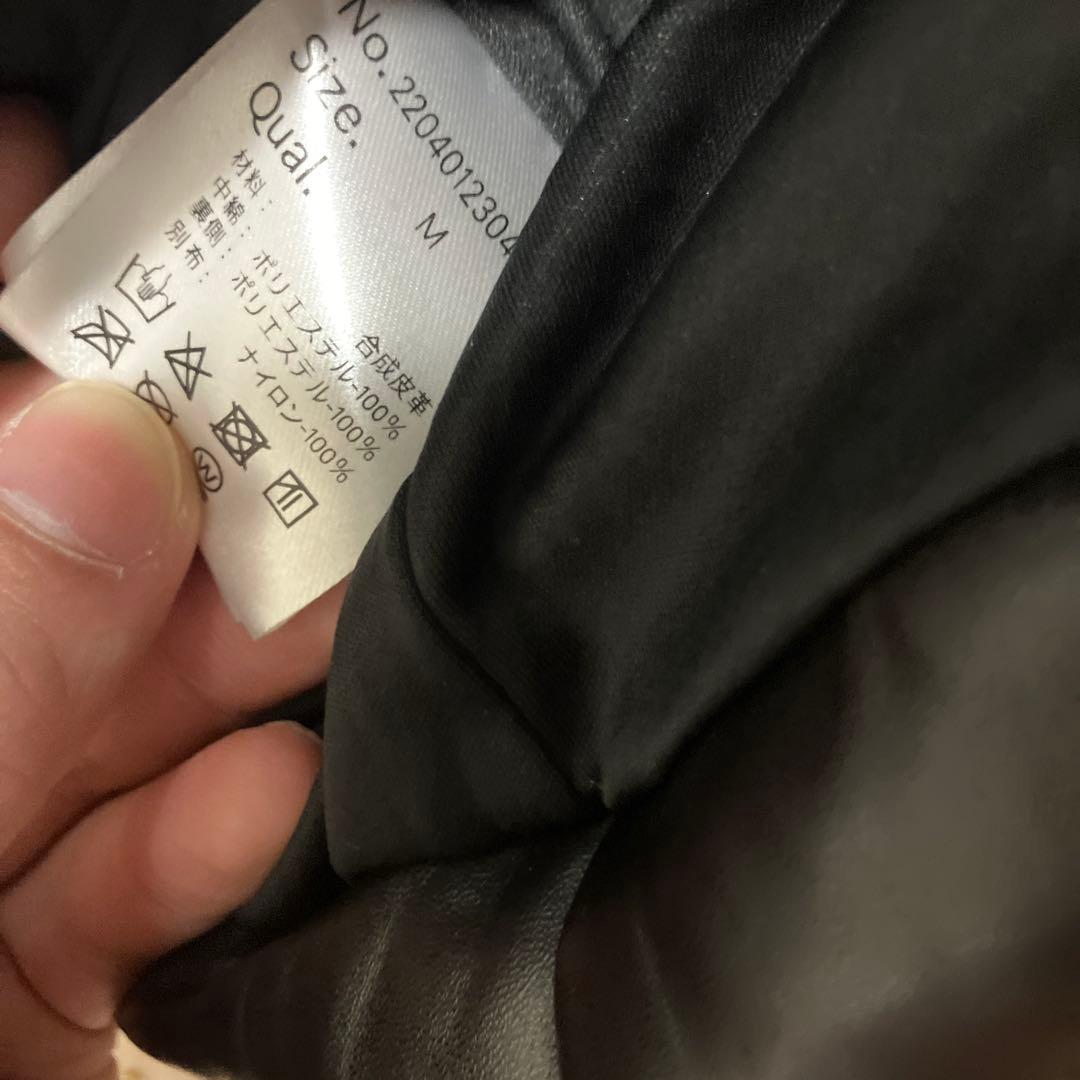 No. 2204012304
Size. M
Qual.
材料： 合成皮革
中綿： ポリエステル-100%
裏側： ポリエステル-100%
別布： ナイロン-100%
W